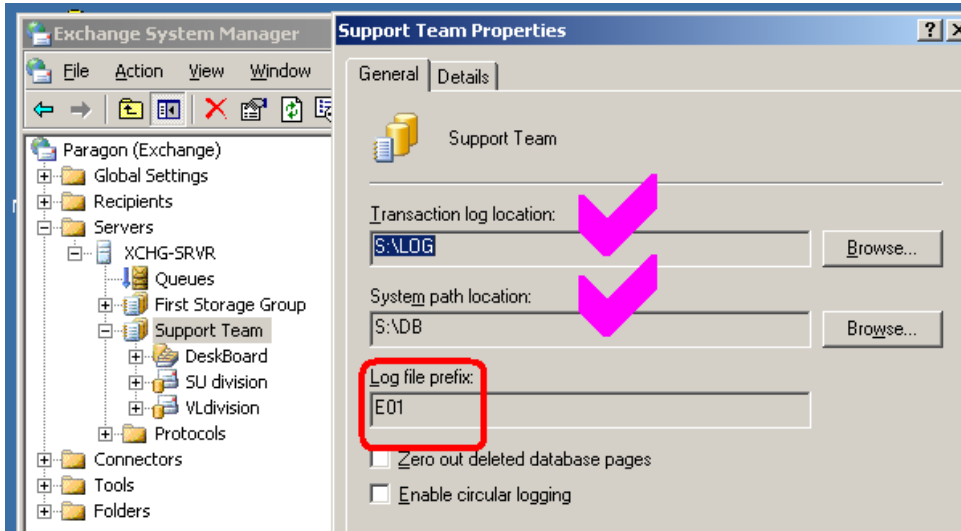 Exchange System Manager
File Action View Window
Paragon (Exchange)
Global Settings
Recipients
Servers
XCHG-SRVR
Queues
First Storage Group
Support Team
DeskBoard
SU division
VLdivision
Protocols
Connectors
Tools
Folders
Support Team Properties
General Details
Support Team
Transaction log location:
S:\LOG
Browse...
System path location:
S:\DB
Browse...
Log file prefix:
E01
Zero out deleted database pages
Enable circular logging